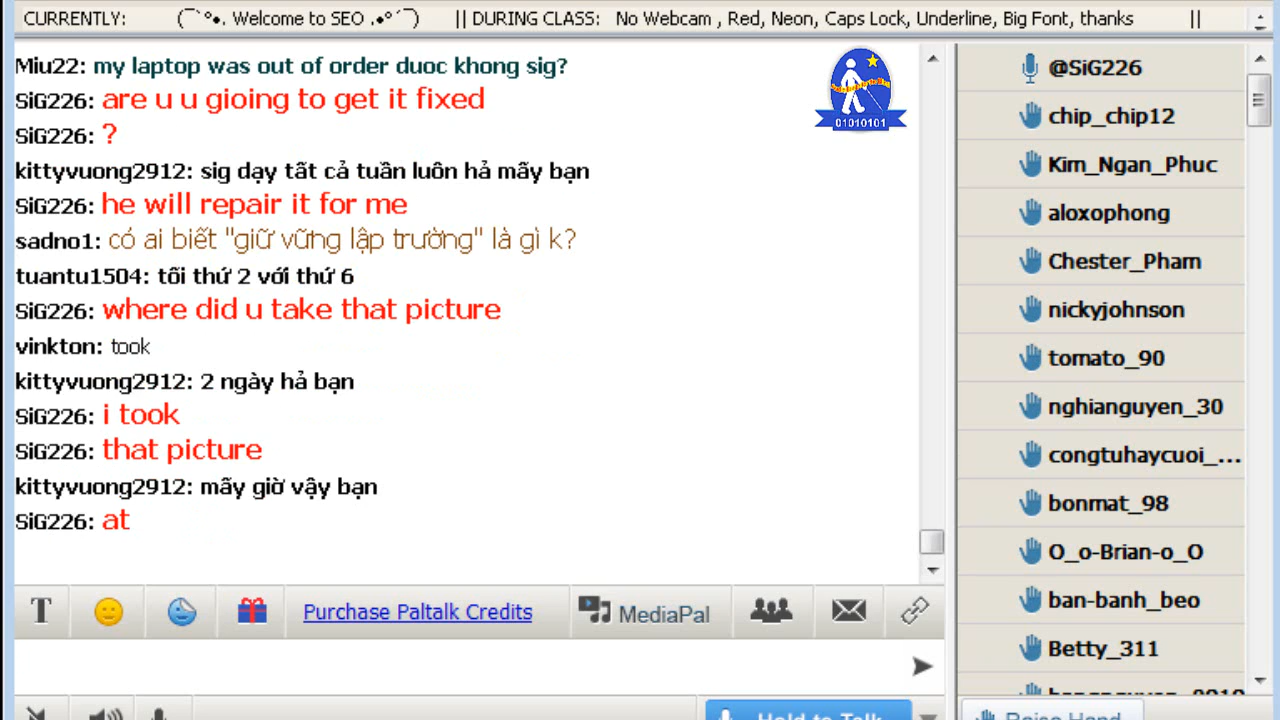 CURRENTLY: (¯`°•. Welcome to SEO .•°´¯) || DURING CLASS: No Webcam , Red, Neon, Caps Lock, Underline, Big Font, thanks ||
Miu22: my laptop was out of order duoc khong sig?
SiG226: are u u gioing to get it fixed
SiG226: ?
kittyvuong2912: sig dạy tất cả tuần luôn hả mấy bạn
SiG226: he will repair it for me
sadno1: có ai biết "giữ vững lập trường" là gì k?
tuantu1504: tối thứ 2 với thứ 6
SiG226: where did u take that picture
vinkton: took
kittyvuong2912: 2 ngày hả bạn
SiG226: i took
SiG226: that picture
kittyvuong2912: mấy giờ vậy bạn
SiG226: at
01010101
@SiG226
chip_chip12
Kim_Ngan_Phuc
aloxophong
Chester_Pham
nickyjohnson
tomato_90
nghianguyen_30
congtuhaycuoi_...
bonmat_98
O_o-Brian-o_O
ban-banh_beo
Betty_311
T
Purchase Paltalk Credits
MediaPal
Hold to Talk
Raise Hand